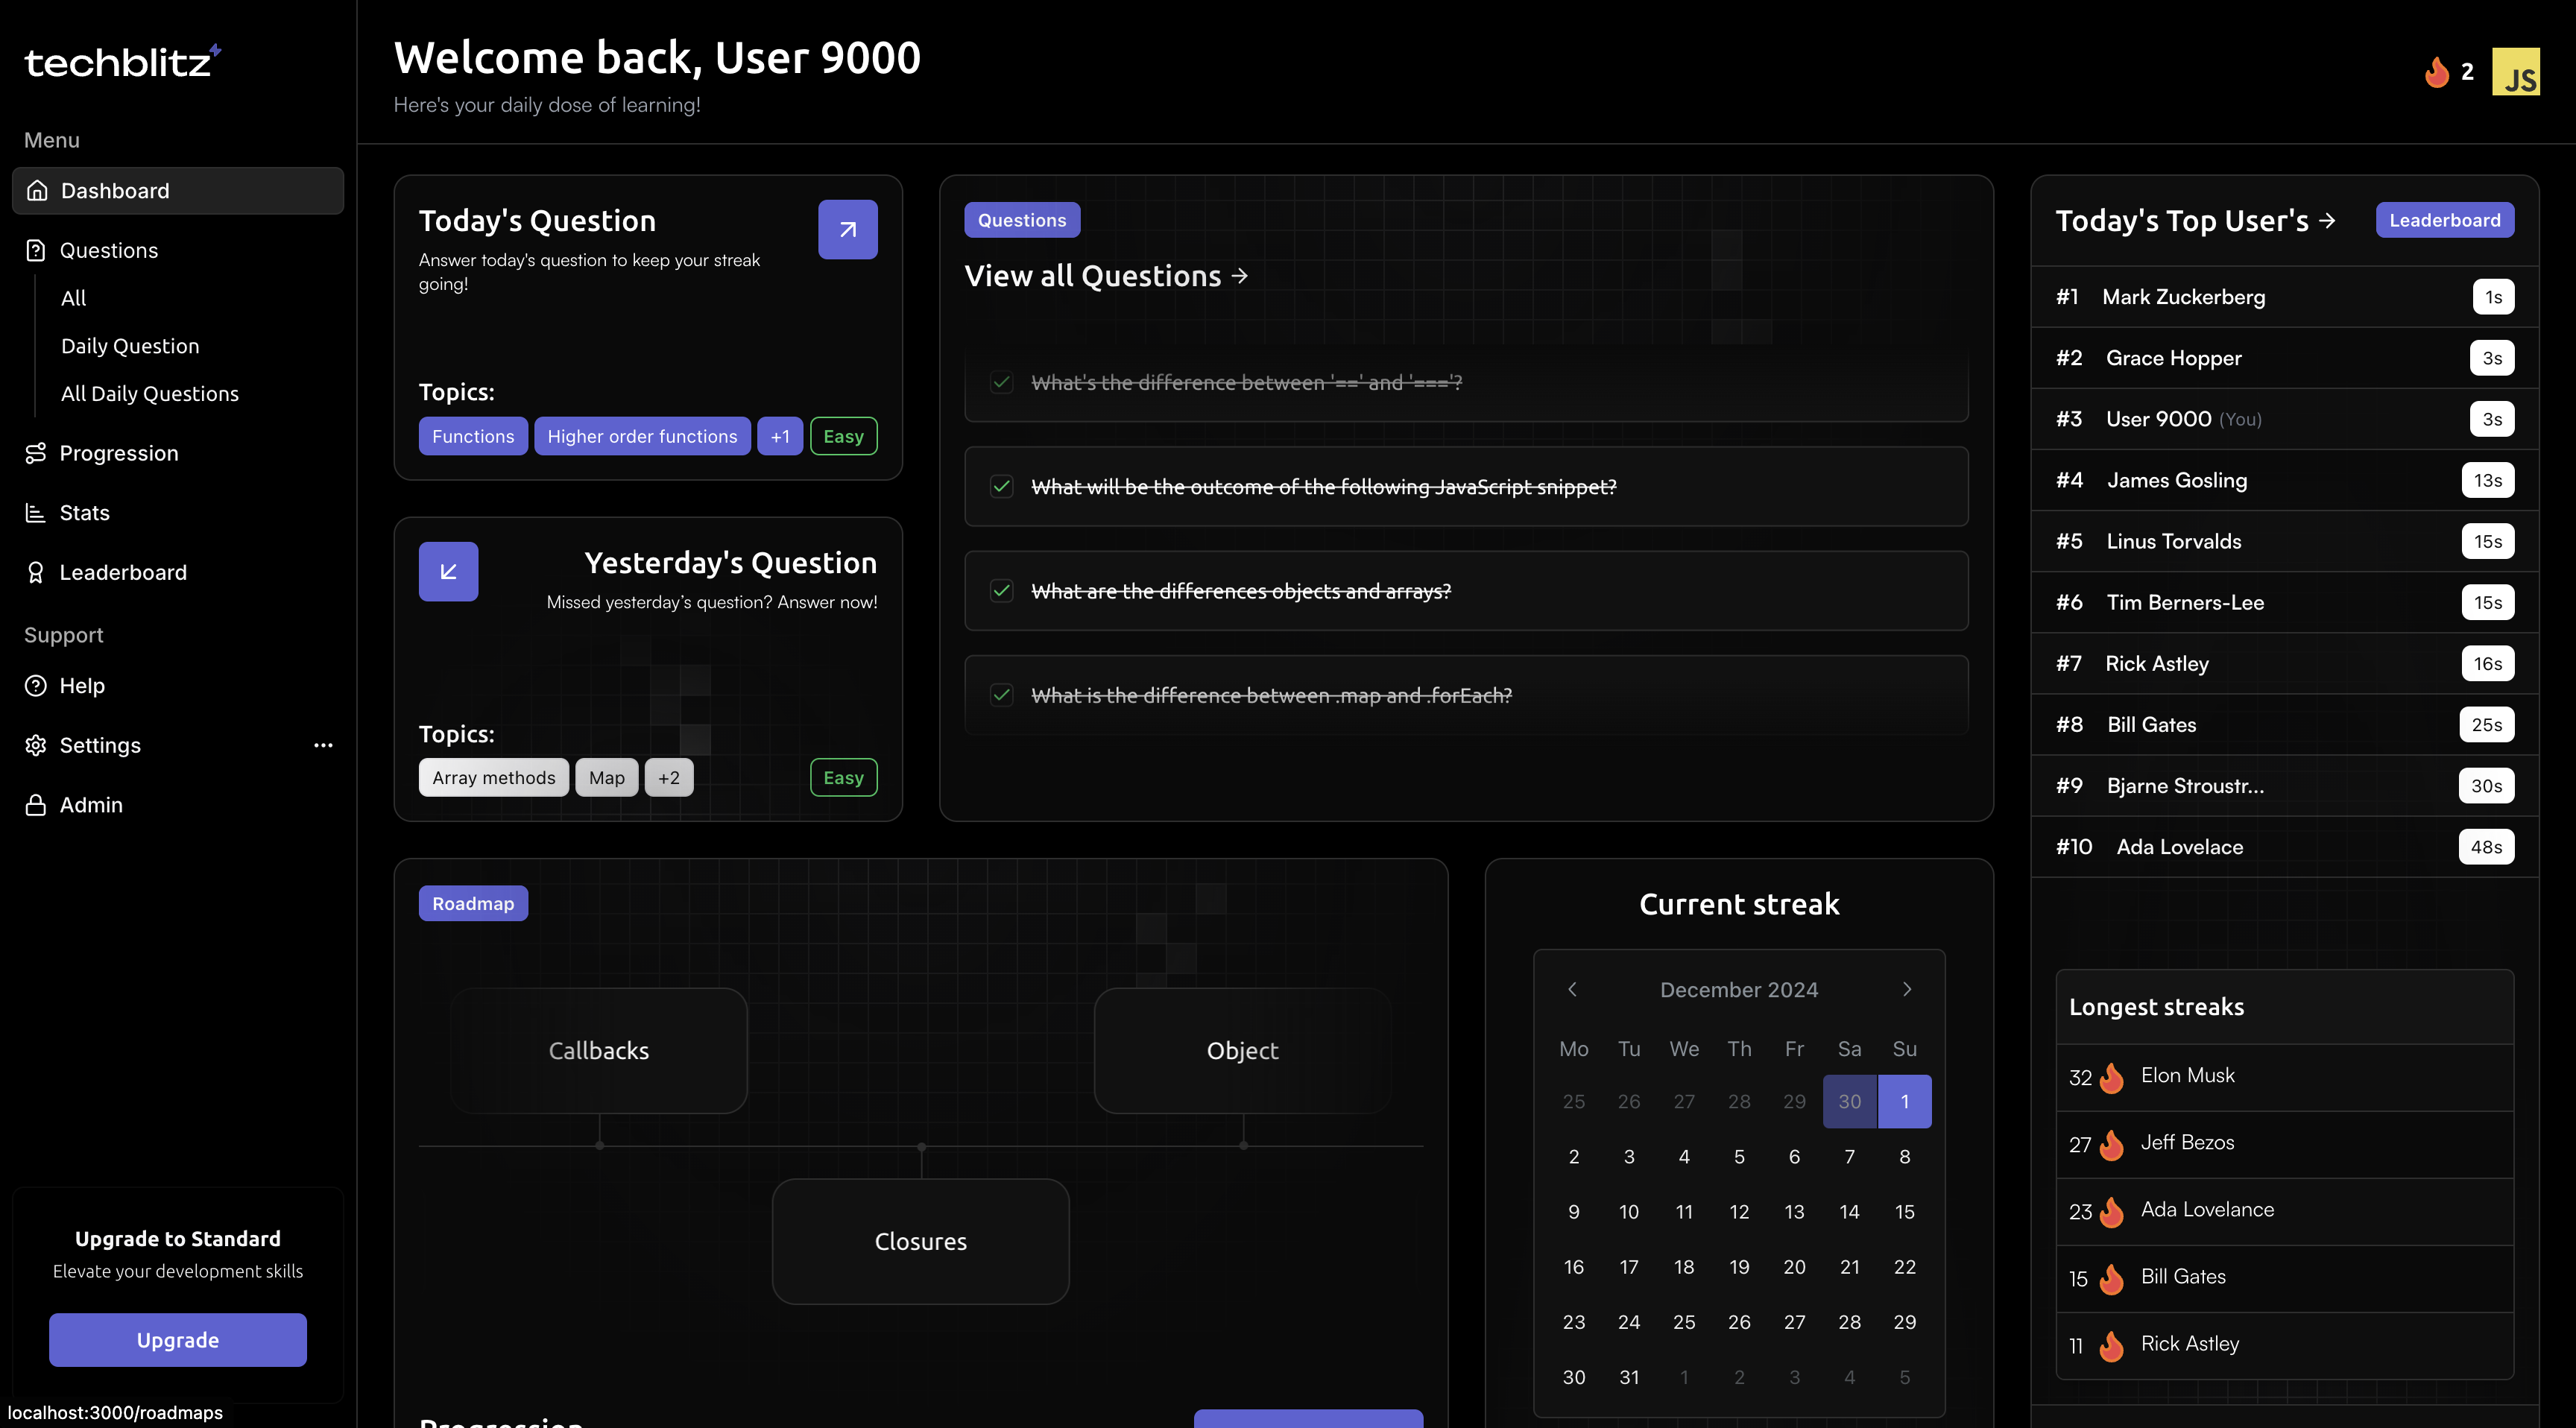 techblitz
Menu
Dashboard
Questions
All
Daily Question
All Daily Questions
Progression
Stats
Leaderboard
Support
Help
Settings
Admin
Upgrade to Standard
Elevate your development skills
Upgrade
localhost:3000/roadmaps
Welcome back, User 9000
Here's your daily dose of learning!
2
JS
Today's Question
Answer today's question to keep your streak
going!
Topics:
Functions Higher order functions +1 Easy
Yesterday's Question
Missed yesterday's question? Answer now!
Topics:
Array methods Map +2 Easy
Questions
View all Questions
What's the difference between '==' and '==='?
What will be the outcome of the following JavaScript snippet?
What are the differences objects and arrays?
What is the difference between .map and .forEach?
Roadmap
Callbacks
Object
Closures
Progression
Current streak
December 2024
Mo Tu We Th Fr Sa Su
25 26 27 28 29 30 1
2 3 4 5 6 7 8
9 10 11 12 13 14 15
16 17 18 19 20 21 22
23 24 25 26 27 28 29
30 31 1 2 3 4 5
Today's Top User's Leaderboard
#1 Mark Zuckerberg 1s
#2 Grace Hopper 3s
#3 User 9000 (You) 3s
#4 James Gosling 13s
#5 Linus Torvalds 15s
#6 Tim Berners-Lee 15s
#7 Rick Astley 16s
#8 Bill Gates 25s
#9 Bjarne Stroustr... 30s
#10 Ada Lovelace 48s
Longest streaks
32 Elon Musk
27 Jeff Bezos
23 Ada Lovelance
15 Bill Gates
11 Rick Astley